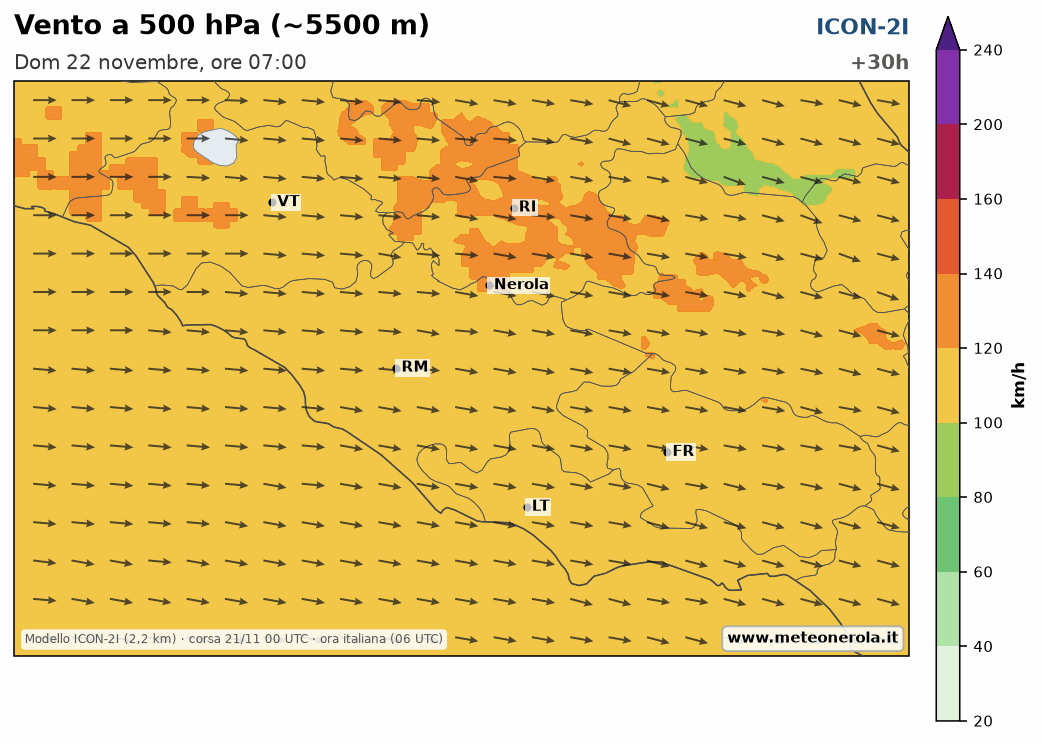 Vento a 500 hPa (~5500 m)
ICON-2I
Dom 22 novembre, ore 07:00
+30h
VT
RI
Nerola
RM
FR
LT
240
200
160
140
120
100
80
60
40
20
km/h
Modello ICON-2I (2,2 km) · corsa 21/11 00 UTC · ora italiana (06 UTC)
www.meteonerola.it